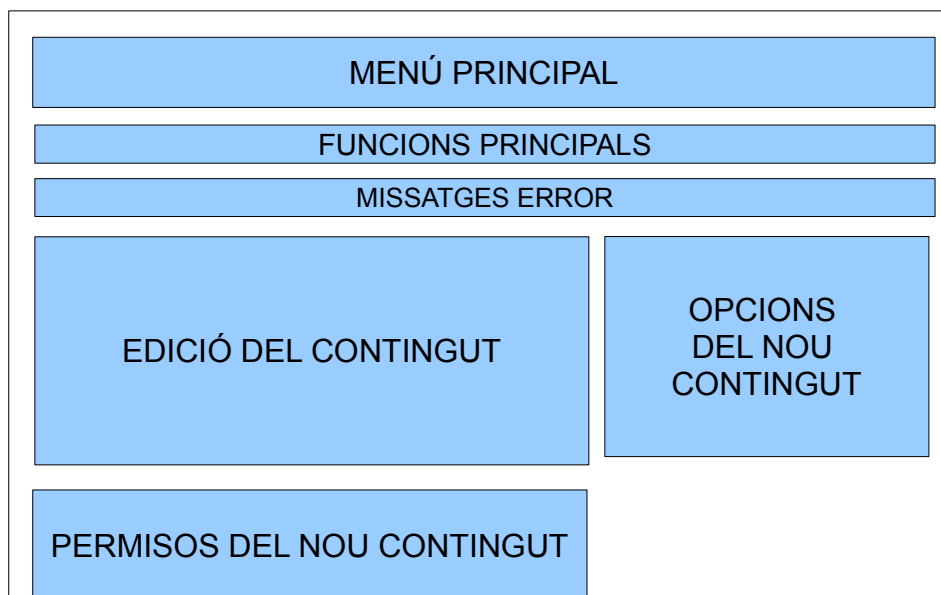 MENÚ PRINCIPAL
FUNCIONS PRINCIPALS
MISSATGES ERROR
EDICIÓ DEL CONTINGUT
OPCIONS
DEL NOU
CONTINGUT
PERMISOS DEL NOU CONTINGUT